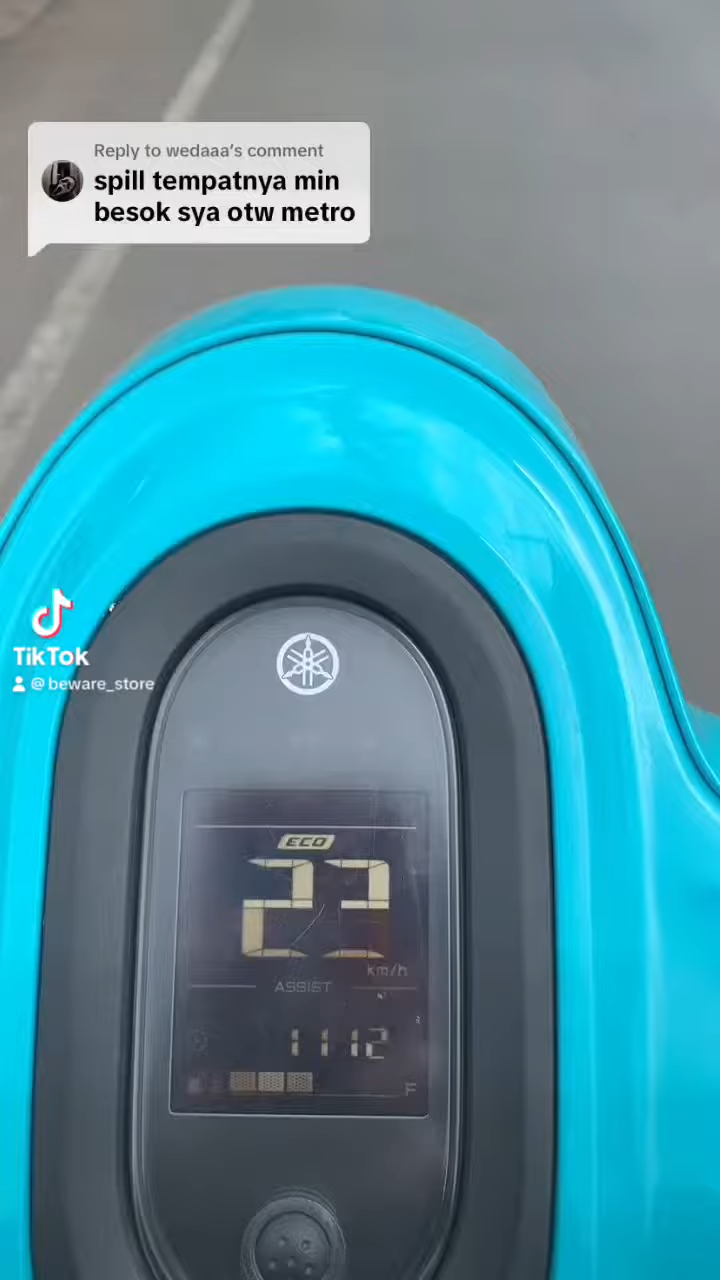 Reply to wedaaa's comment
spill tempatnya min
besok sya otw metro
TikTok
@beware_store
ECO
23
km/h
ASSIST
R
1112
F